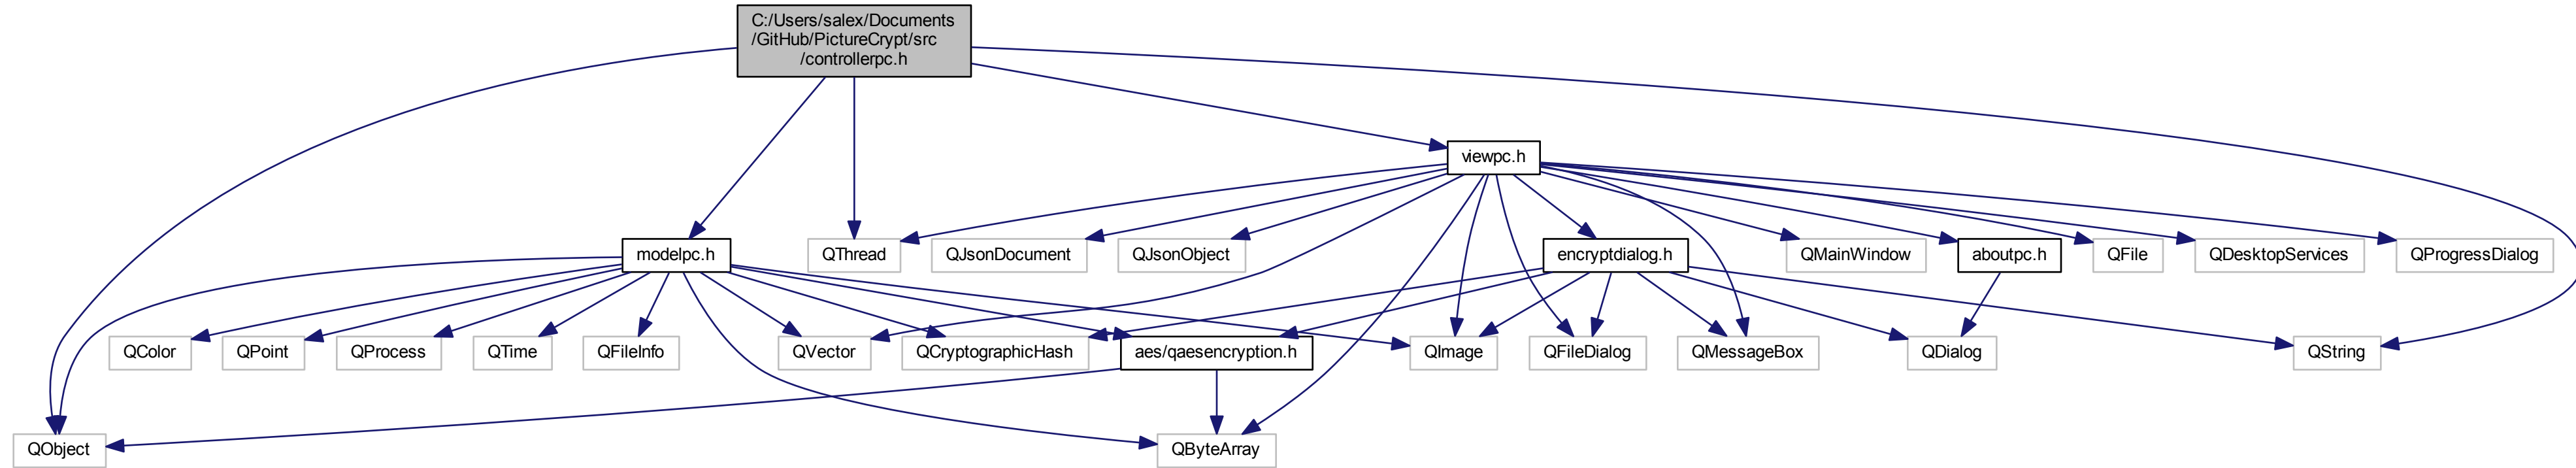 C:/Users/salex/Documents
/GitHub/PictureCrypt/src
/controllerpc.h
viewpc.h
modelpc.h
QThread
QJsonDocument
QJsonObject
encryptdialog.h
QMainWindow
aboutpc.h
QFile
QDesktopServices
QProgressDialog
QColor
QPoint
QProcess
QTime
QFileInfo
QVector
QCryptographicHash
aes/qaesencryption.h
QImage
QFileDialog
QMessageBox
QDialog
QString
QObject
QByteArray